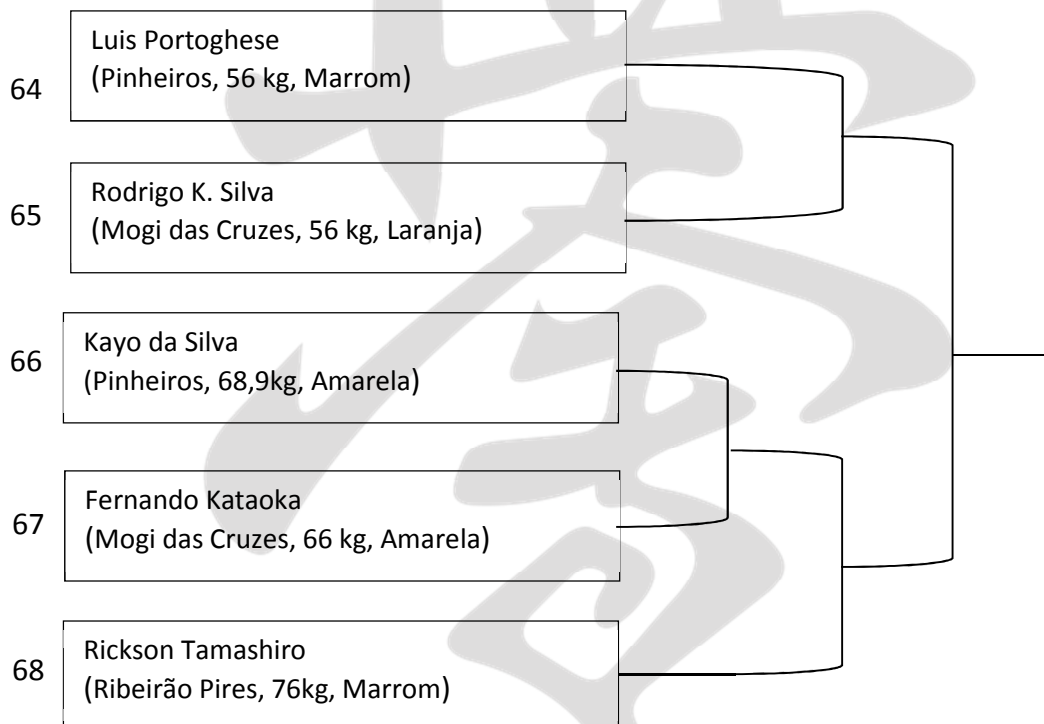 64
Luis Portoghese
(Pinheiros, 56 kg, Marrom)
65
Rodrigo K. Silva
(Mogi das Cruzes, 56 kg, Laranja)
66
Kayo da Silva
(Pinheiros, 68,9kg, Amarela)
67
Fernando Kataoka
(Mogi das Cruzes, 66 kg, Amarela)
68
Rickson Tamashiro
(Ribeirão Pires, 76kg, Marrom)